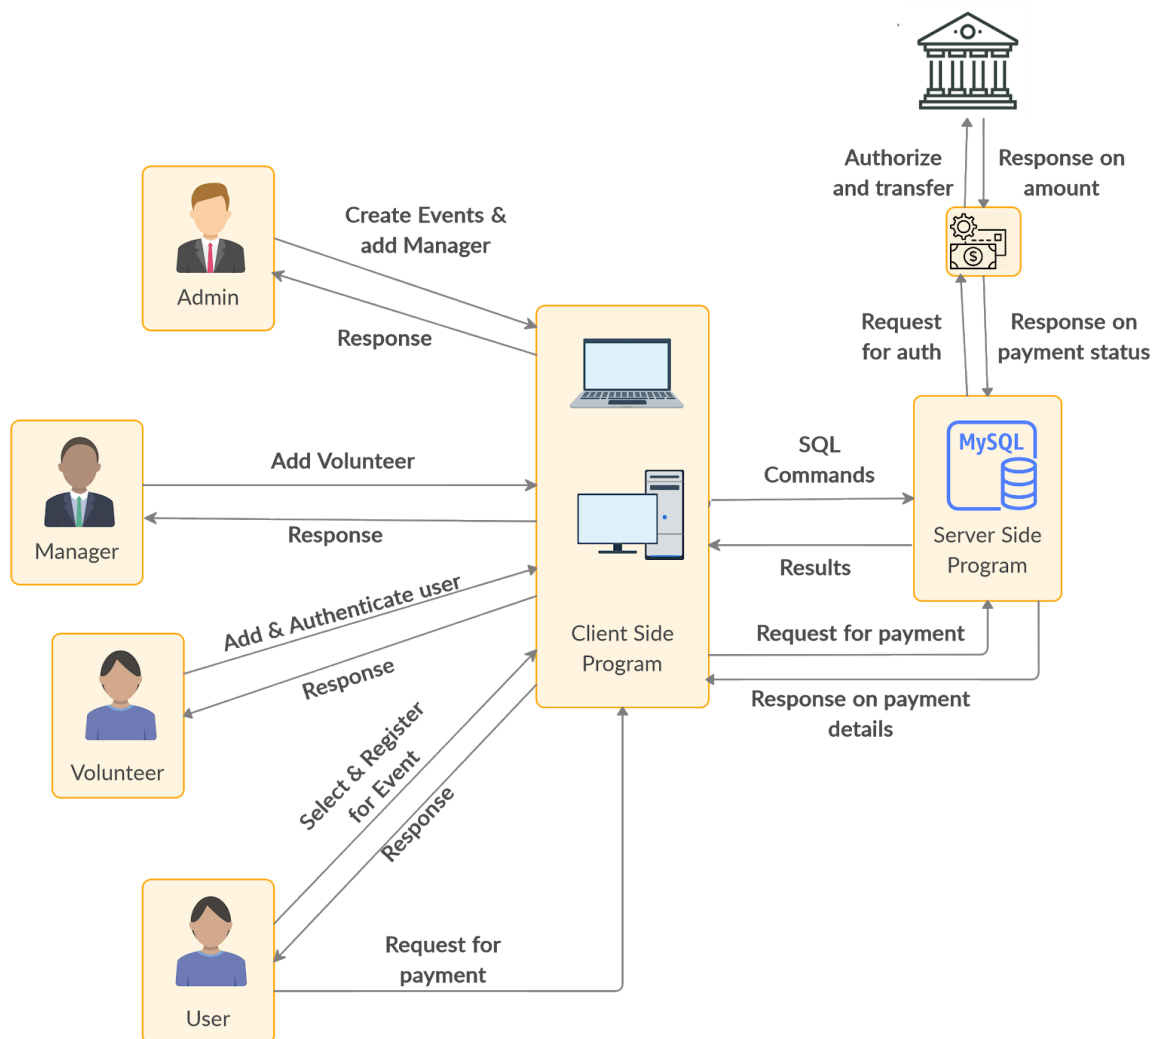 Authorize
and transfer
Response on
amount
Admin
Create Events &
add Manager
Response
$
Request
for auth
Response on
payment status
Manager
Add Volunteer
Response
SQL
Commands
MySQL
Server Side
Program
Results
Add & Authenticate user
Response
Volunteer
Client Side
Program
Request for payment
Response on payment
details
Select & Register
for Event
Response
User
Request for
payment